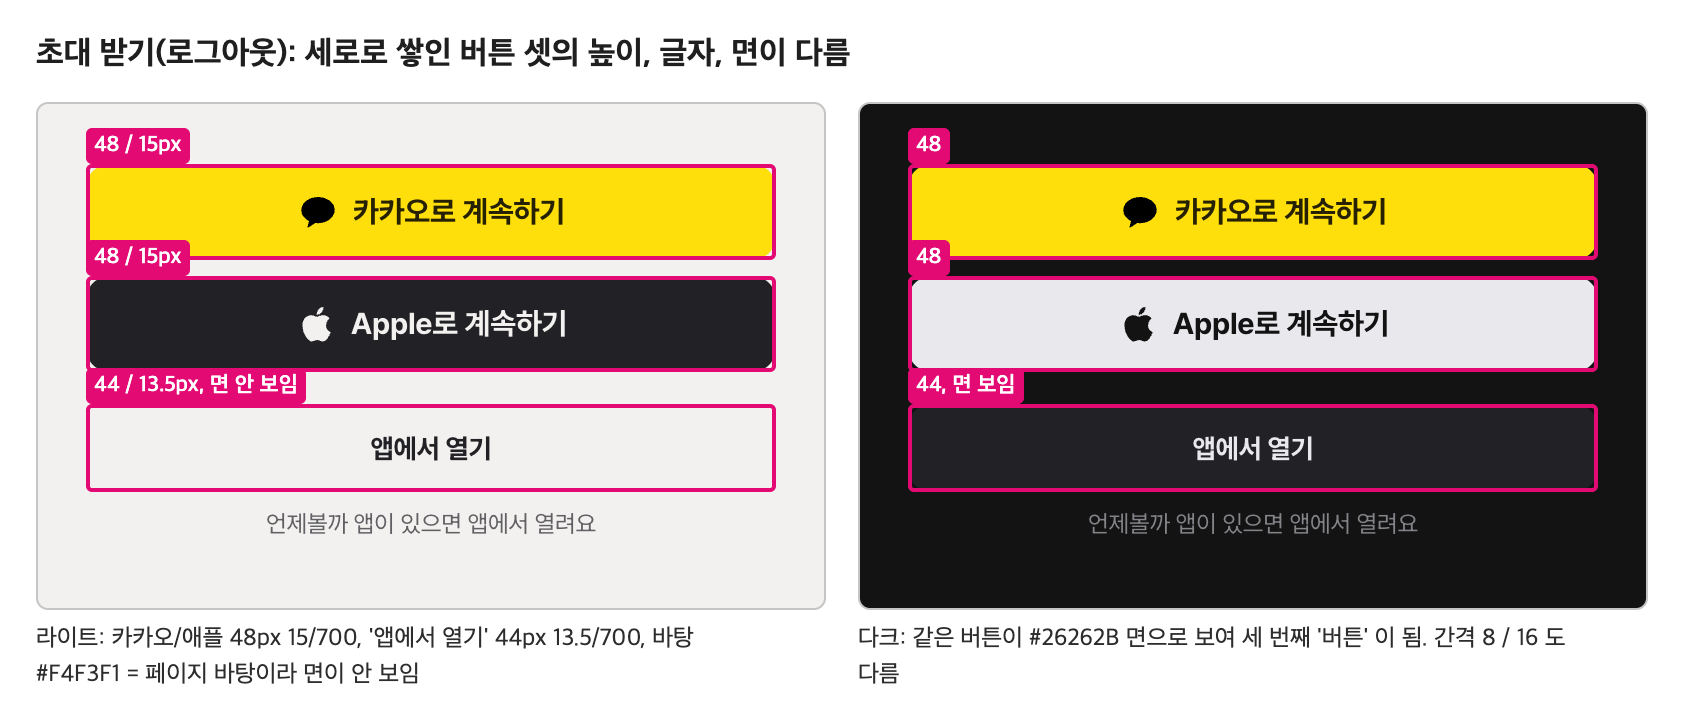 초대 받기(로그아웃): 세로로 쌓인 버튼 셋의 높이, 글자, 면이 다름
48 / 15px
카카오로 계속하기
48 / 15px
Apple로 계속하기
44 / 13.5px, 면 안 보임
앱에서 열기
언제볼까 앱이 있으면 앱에서 열려요
라이트: 카카오/애플 48px 15/700, '앱에서 열기' 44px 13.5/700, 바탕
#F4F3F1 = 페이지 바탕이라 면이 안 보임
48
카카오로 계속하기
48
Apple로 계속하기
44, 면 보임
앱에서 열기
언제볼까 앱이 있으면 앱에서 열려요
다크: 같은 버튼이 #26262B 면으로 보여 세 번째 '버튼' 이 됨. 간격 8 / 16 도
다름